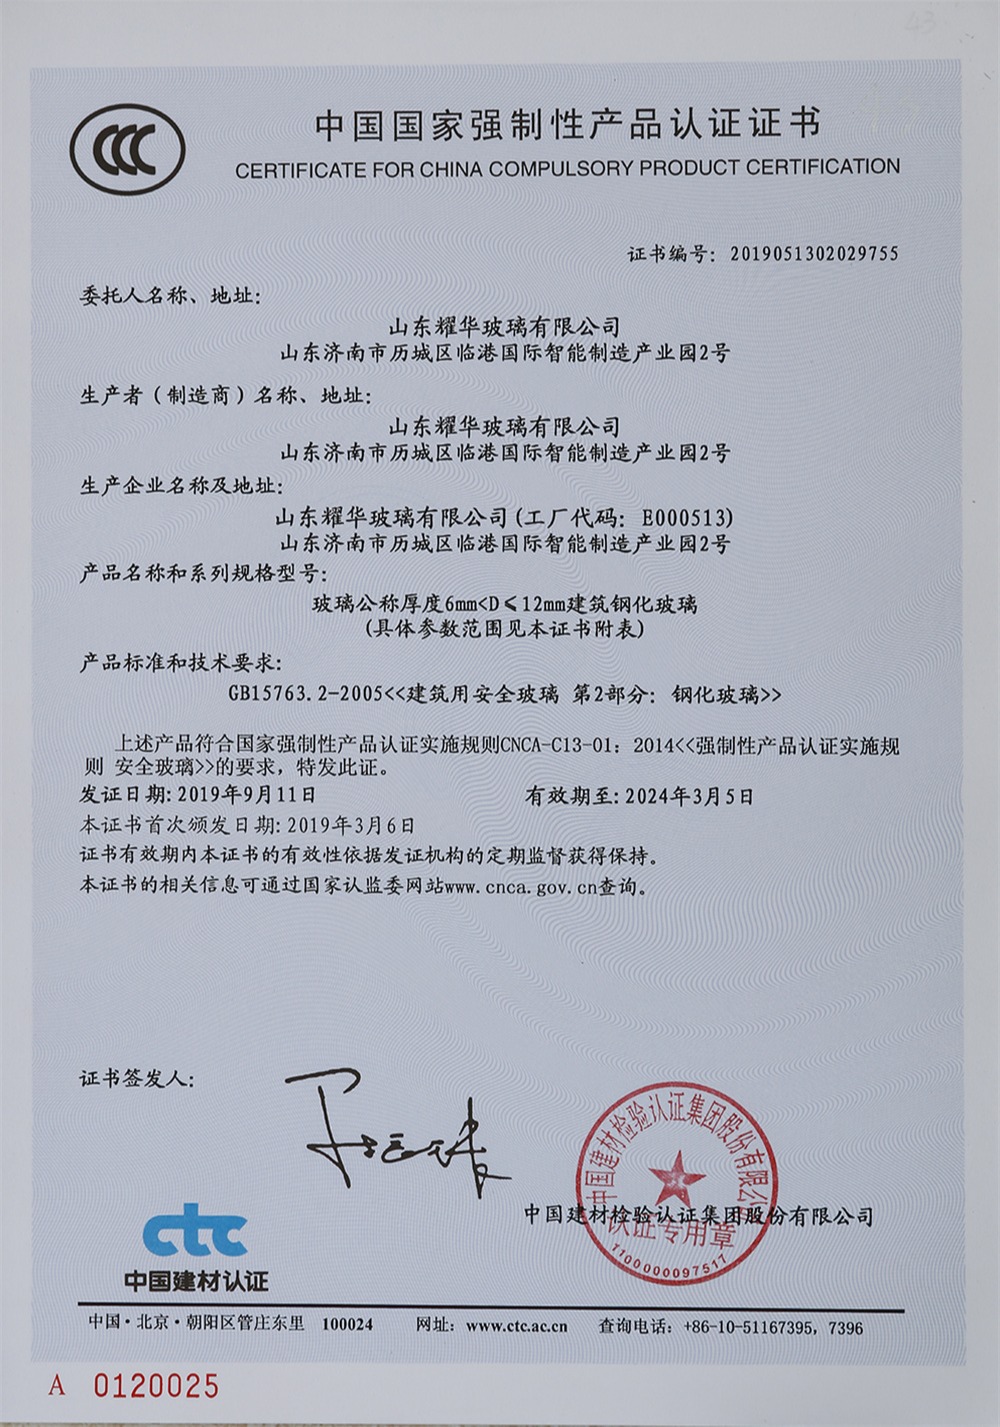 43
CCC
中国国家强制性产品认证证书
CERTIFICATE FOR CHINA COMPULSORY PRODUCT CERTIFICATION
证书编号：2019051302029755
委托人名称、地址：
山东耀华玻璃有限公司
山东济南市历城区临港国际智能制造产业园2号
生产者（制造商）名称、地址：
山东耀华玻璃有限公司
山东济南市历城区临港国际智能制造产业园2号
生产企业名称及地址：
山东耀华玻璃有限公司(工厂代码：E000513)
山东济南市历城区临港国际智能制造产业园2号
产品名称和系列规格型号：
玻璃公称厚度6mm<D≤12mm建筑钢化玻璃
(具体参数范围见本证书附表)
产品标准和技术要求：
GB15763.2-2005<<建筑用安全玻璃 第2部分：钢化玻璃>>
上述产品符合国家强制性产品认证实施规则CNCA-C13-01：2014<<强制性产品认证实施规
则 安全玻璃>>的要求，特发此证。
发证日期：2019年9月11日 有效期至：2024年3月5日
本证书首次颁发日期：2019年3月6日
证书有效期内本证书的有效性依据发证机构的定期监督获得保持。
本证书的相关信息可通过国家认监委网站www.cnca.gov.cn查询。
证书签发人：
中国建材检验认证集团股份有限公司
中国建材检验认证集团股份有限公司
认证专用章
1100000097517
ctc
中国建材认证
中国·北京·朝阳区管庄东里 100024 网址：www.ctc.ac.cn 查询电话：+86-10-51167395，7396
A 0120025